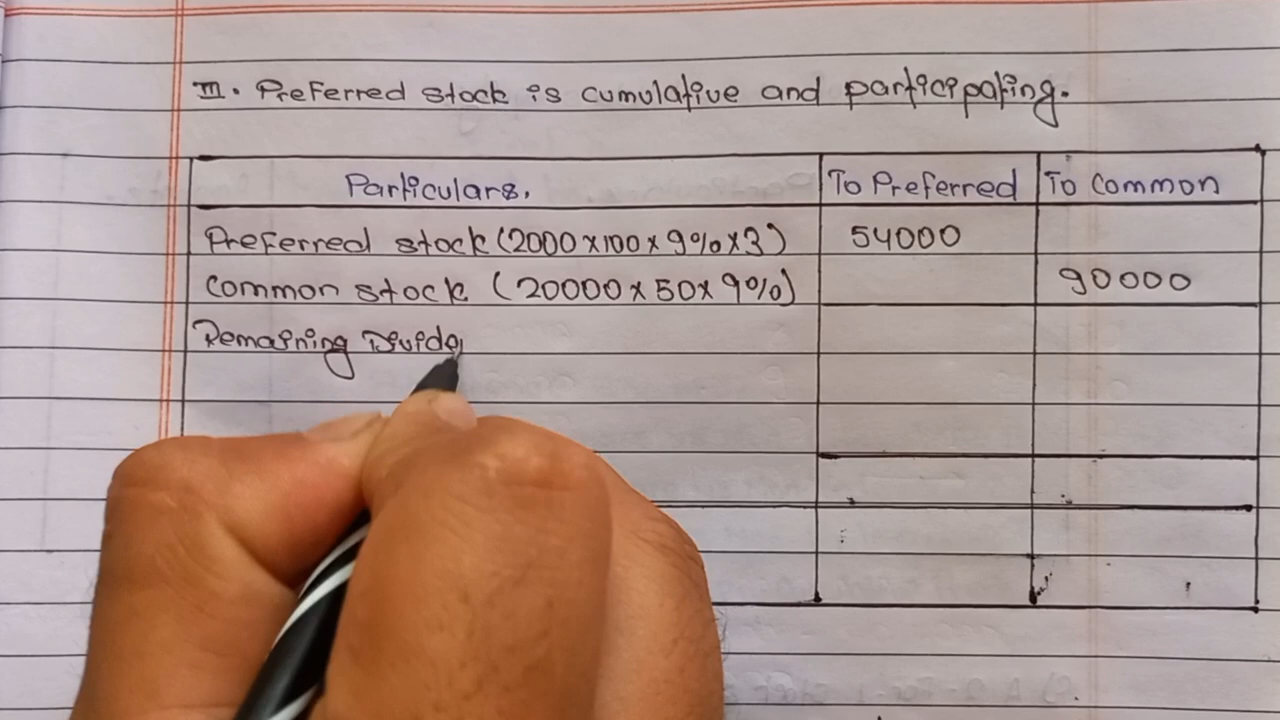 III. Preferred stock is cumulative and participating.
Particulars. To Preferred To Common
Preferred stock (2000 x 100 x 9% x 3) 54000
Common stock (20000 x 50 x 9%) 90000
Remaining Divide